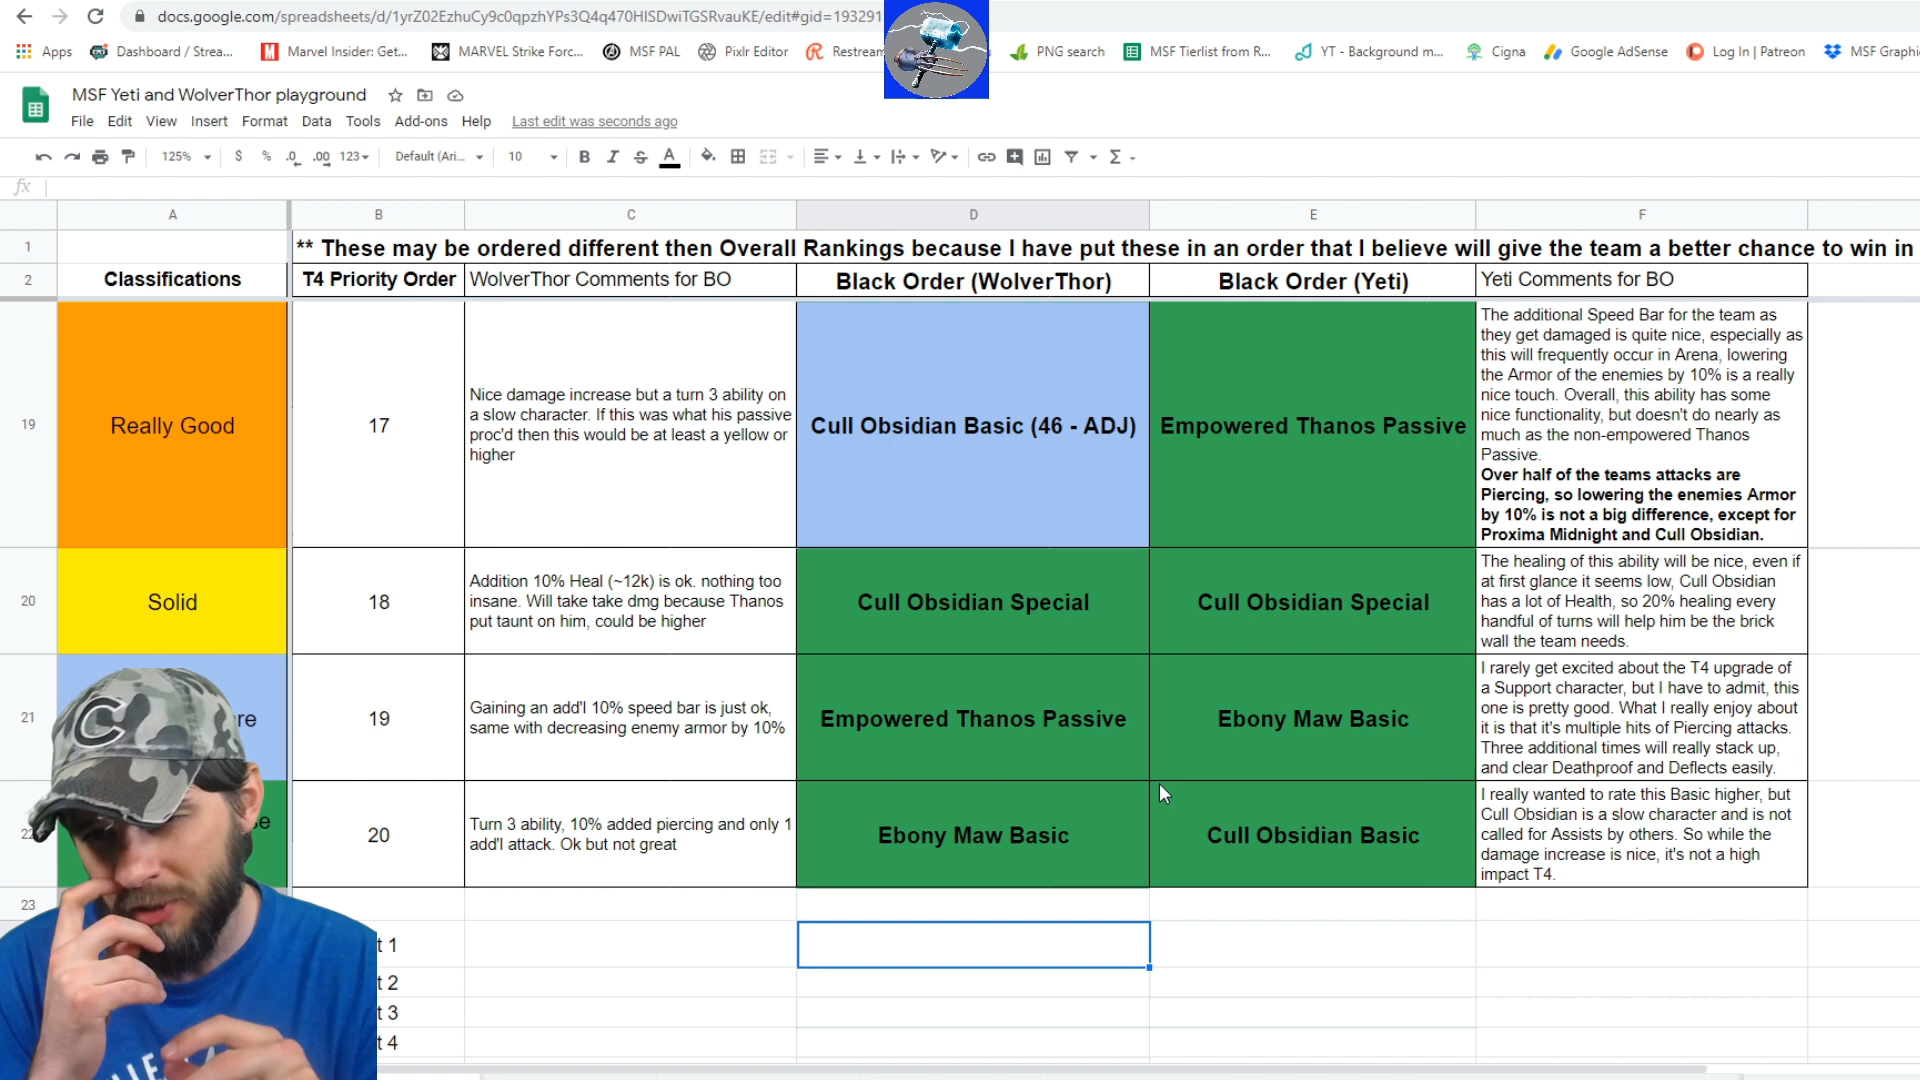 docs.google.com/spreadsheets/d/1yrZ02EzhuCy9c0qpzhYPs3Q4q470HISDwiTGSRvauKE/edit#gid=193291
Apps Dashboard / Strea... Marvel Insider: Get... MARVEL Strike Forc... MSF PAL Pixlr Editor Restream PNG search MSF Tierlist from R... YT - Background m... Cigna Google AdSense Log In | Patreon MSF Graphi
MSF Yeti and WolverThor playground
File Edit View Insert Format Data Tools Add-ons Help Last edit was seconds ago
125% $ % .0 .00 123 Default (Ari... 10 B I S A
fx
A B C D E F
1 ** These may be ordered different then Overall Rankings because I have put these in an order that I believe will give the team a better chance to win in
2 Classifications T4 Priority Order WolverThor Comments for BO Black Order (WolverThor) Black Order (Yeti) Yeti Comments for BO
19
Really Good
17
Nice damage increase but a turn 3 ability on
a slow character. If this was what his passive
proc'd then this would be at least a yellow or
higher
Cull Obsidian Basic (46 - ADJ)
Empowered Thanos Passive
The additional Speed Bar for the team as
they get damaged is quite nice, especially as
this will frequently occur in Arena, lowering
the Armor of the enemies by 10% is a really
nice touch. Overall, this ability has some
nice functionality, but doesn't do nearly as
much as the non-empowered Thanos
Passive.
Over half of the teams attacks are
Piercing, so lowering the enemies Armor
by 10% is not a big difference, except for
Proxima Midnight and Cull Obsidian.
20
Solid
18
Addition 10% Heal (~12k) is ok. nothing too
insane. Will take take dmg because Thanos
put taunt on him, could be higher
Cull Obsidian Special
Cull Obsidian Special
The healing of this ability will be nice, even if
at first glance it seems low, Cull Obsidian
has a lot of Health, so 20% healing every
handful of turns will help him be the brick
wall the team needs.
21
re
19
Gaining an add'l 10% speed bar is just ok,
same with decreasing enemy armor by 10%
Empowered Thanos Passive
Ebony Maw Basic
I rarely get excited about the T4 upgrade of
a Support character, but I have to admit, this
one is pretty good. What I really enjoy about
it is that it's multiple hits of Piercing attacks.
Three additional times will really stack up,
and clear Deathproof and Deflects easily.
22
se
20
Turn 3 ability, 10% added piercing and only 1
add'l attack. Ok but not great
Ebony Maw Basic
Cull Obsidian Basic
I really wanted to rate this Basic higher, but
Cull Obsidian is a slow character and is not
called for Assists by others. So while the
damage increase is nice, it's not a high
impact T4.
23
t 1
t 2
t 3
t 4
C